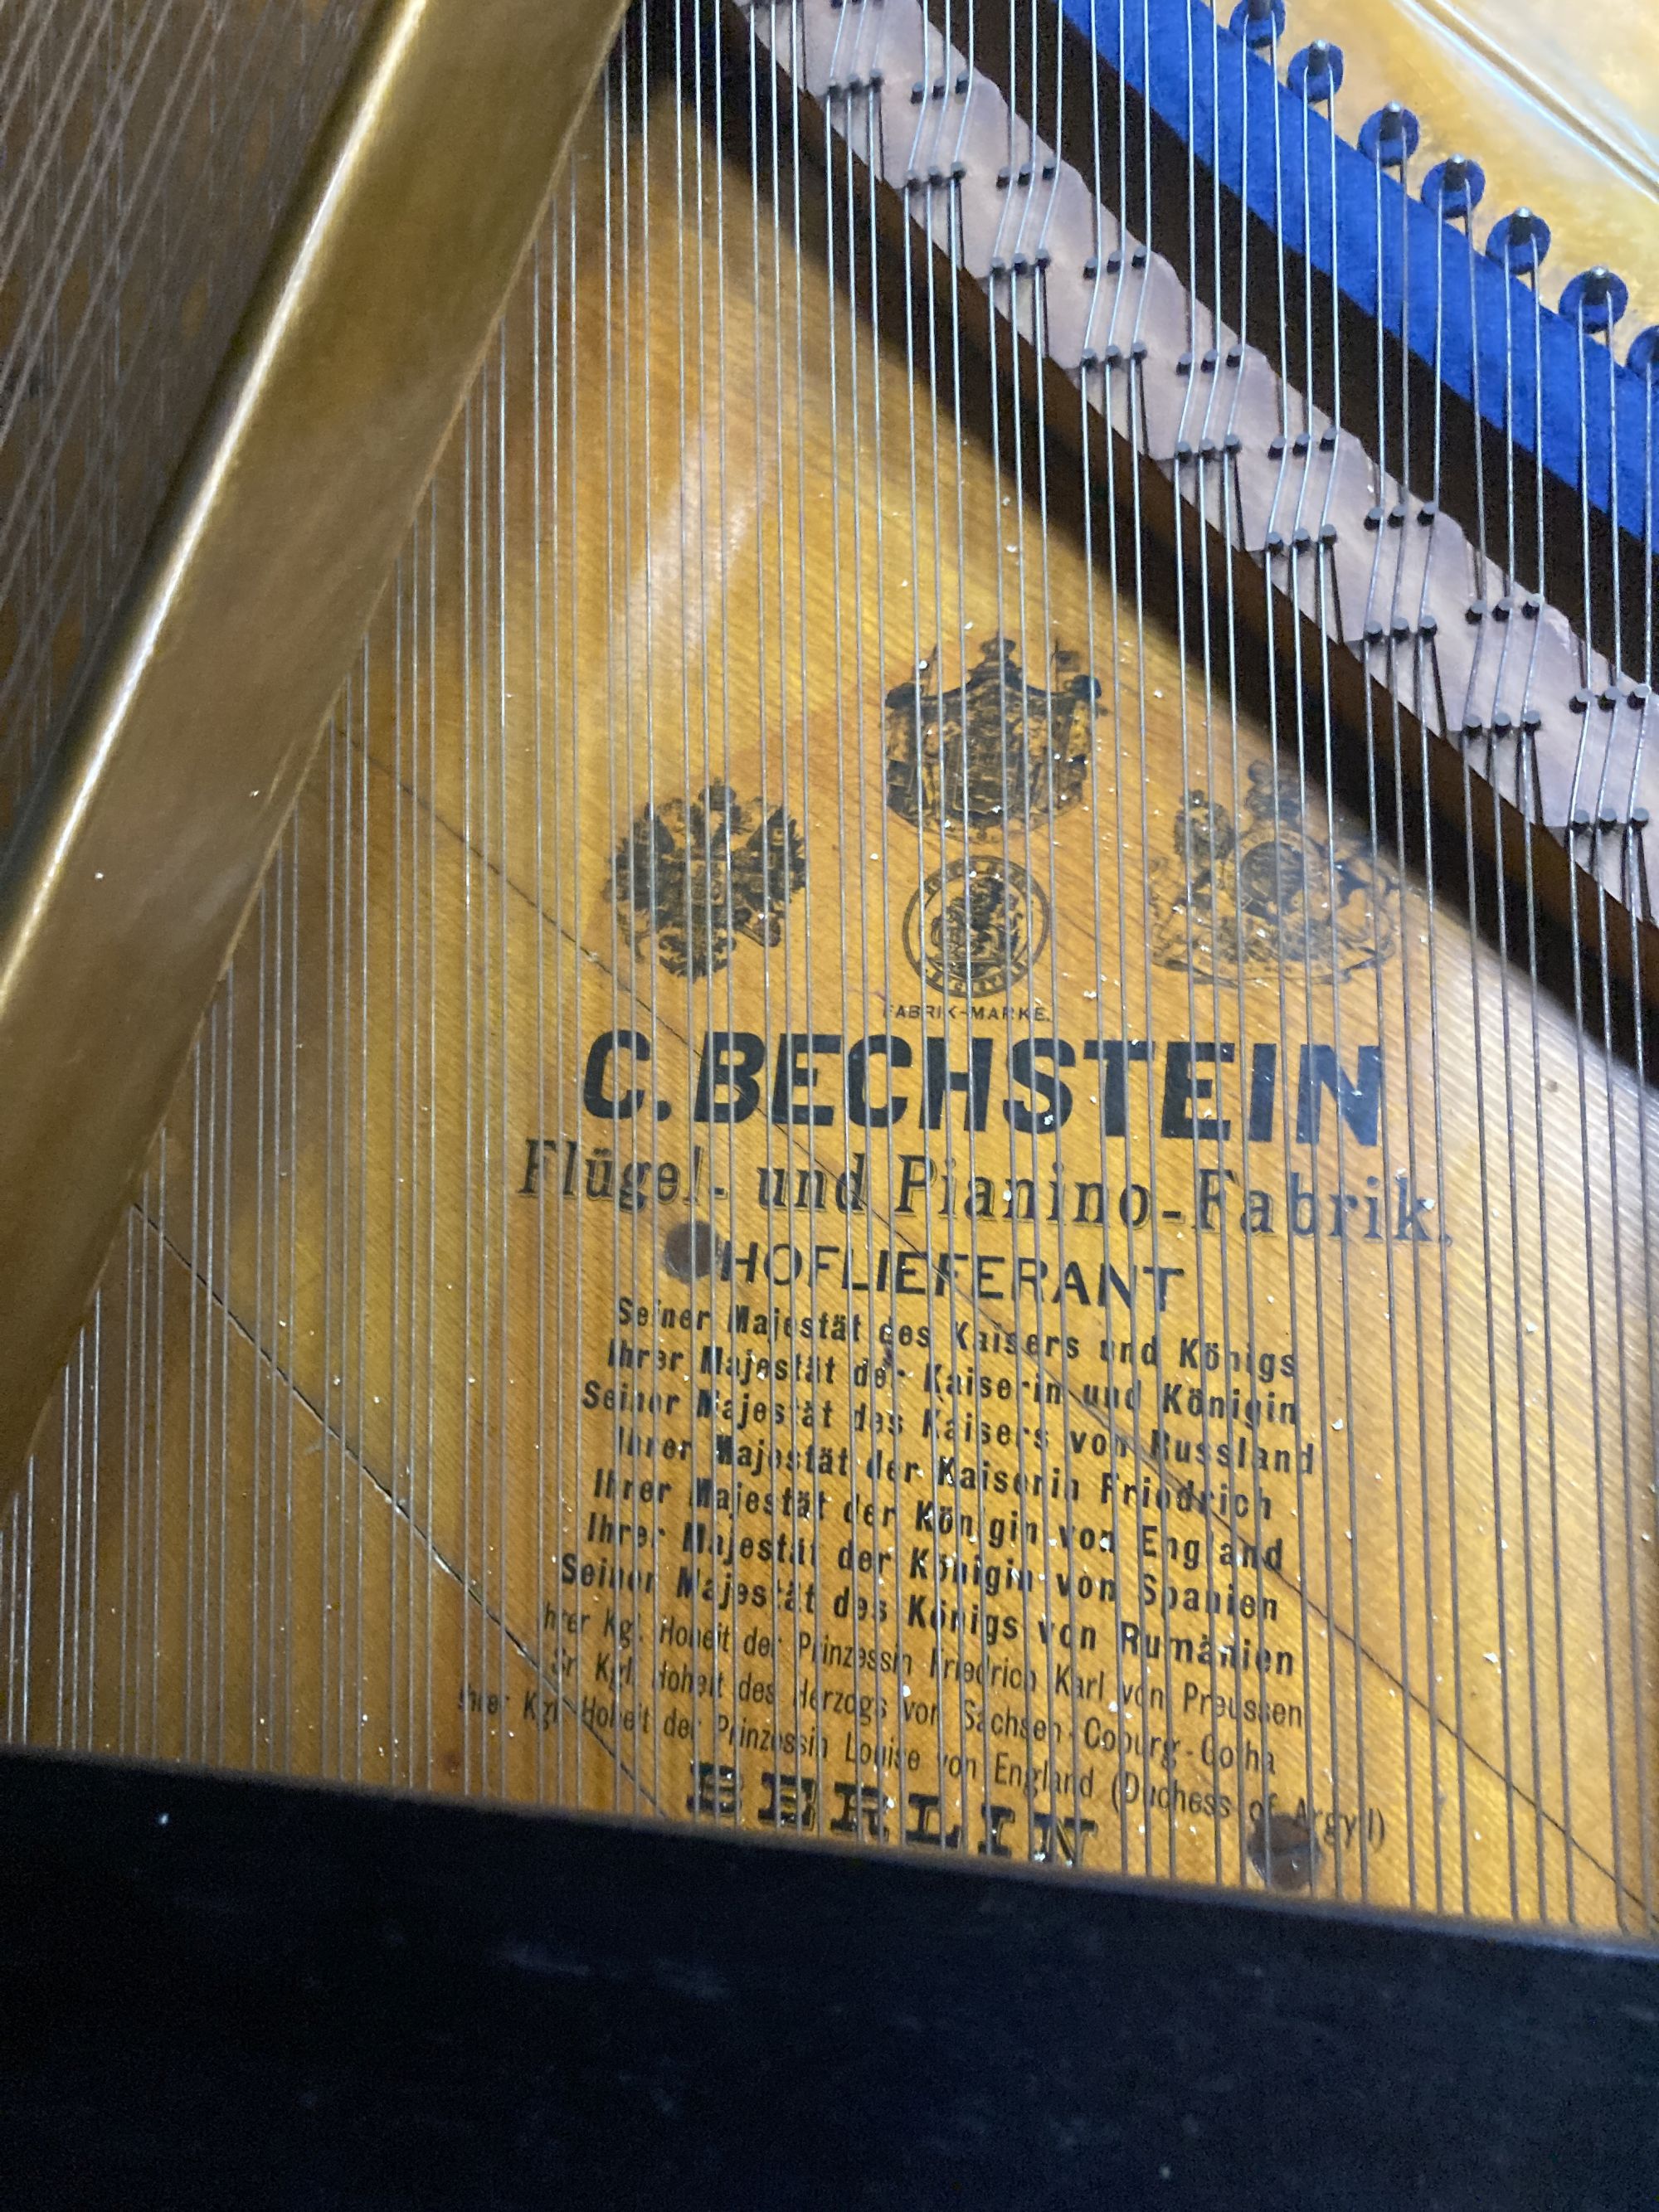 FABRIK-MARKE.
C. BECHSTEIN
Flügel- und Pianino-Fabrik.
HOFLIEFERANT
Seiner Majestät des Kaisers und Königs
Ihrer Majestät der Kaiserin und Königin
Seiner Majestät des Kaisers von Russland
Ihrer Majestät der Kaiserin Friedrich
Ihrer Majestät der Königin von England
Ihrer Majestät der Königin von Spanien
Seiner Majestät des Königs von Rumänien
Ihrer Kgl. Hoheit der Prinzessin Friedrich Karl von Preussen
Sr. Kgl. Hoheit des Herzogs von Sachsen-Coburg-Gotha
Ihrer Kgl. Hoheit der Prinzessin Louise von England (Duchess of Argyll)
BERLIN